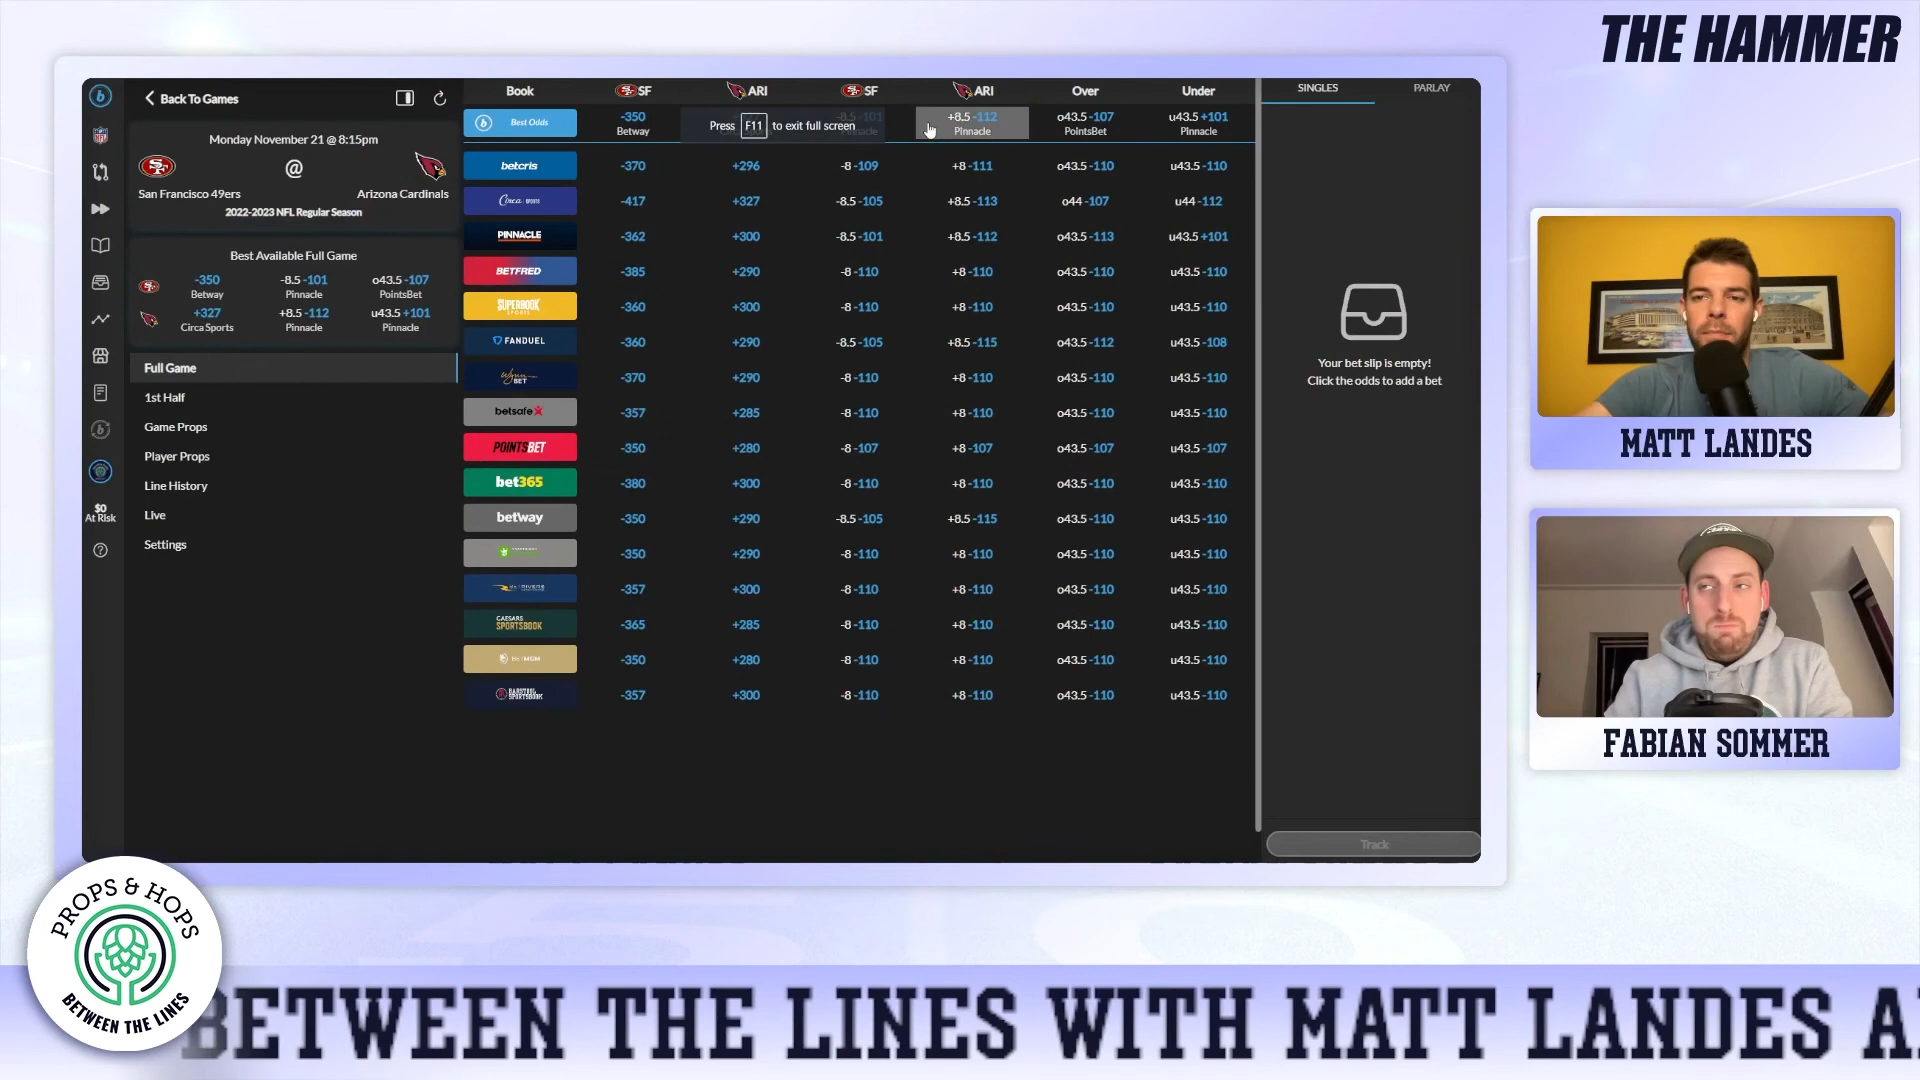 THE HAMMER
Back To Games
Monday November 21 @ 8:15pm
SF
@
San Francisco 49ers
Arizona Cardinals
2022-2023 NFL Regular Season
Best Available Full Game
-350 -8.5 -101 o43.5 -107
Betway Pinnacle PointsBet
+327 +8.5 -112 u43.5 +101
Circa Sports Pinnacle Pinnacle
Full Game
1st Half
Game Props
Player Props
Line History
Live
Settings
NFL
$0
At Risk
Book SF ARI SF ARI Over Under
Best Odds -350 -8.5 -101 +8.5 -112 o43.5 -107 u43.5 +101
Betway Pinnacle Pinnacle PointsBet Pinnacle
Press F11 to exit full screen
betcris -370 +296 -8 -109 +8 -111 o43.5 -110 u43.5 -110
Circa SPORTS -417 +327 -8.5 -105 +8.5 -113 o44 -107 u44 -112
PINNACLE -362 +300 -8.5 -101 +8.5 -112 o43.5 -113 u43.5 +101
BETFRED -385 +290 -8 -110 +8 -110 o43.5 -110 u43.5 -110
SUPERBOOK SPORTS -360 +300 -8 -110 +8 -110 o43.5 -110 u43.5 -110
FANDUEL -360 +290 -8.5 -105 +8.5 -115 o43.5 -112 u43.5 -108
Wynn BET -370 +290 -8 -110 +8 -110 o43.5 -110 u43.5 -110
betsafe -357 +285 -8 -110 +8 -110 o43.5 -110 u43.5 -110
POINTSBET -350 +280 -8 -107 +8 -107 o43.5 -107 u43.5 -107
bet365 -380 +300 -8 -110 +8 -110 o43.5 -110 u43.5 -110
betway -350 +290 -8.5 -105 +8.5 -115 o43.5 -110 u43.5 -110
-350 +290 -8 -110 +8 -110 o43.5 -110 u43.5 -110
BETRIVERS -357 +300 -8 -110 +8 -110 o43.5 -110 u43.5 -110
CAESARS SPORTSBOOK -365 +285 -8 -110 +8 -110 o43.5 -110 u43.5 -110
BETMGM -350 +280 -8 -110 +8 -110 o43.5 -110 u43.5 -110
BARSTOOL SPORTSBOOK -357 +300 -8 -110 +8 -110 o43.5 -110 u43.5 -110
SINGLES PARLAY
Your bet slip is empty!
Click the odds to add a bet
Track
MATT LANDES
FABIAN SOMMER
PROPS & HOPS
BETWEEN THE LINES
BETWEEN THE LINES WITH MATT LANDES A